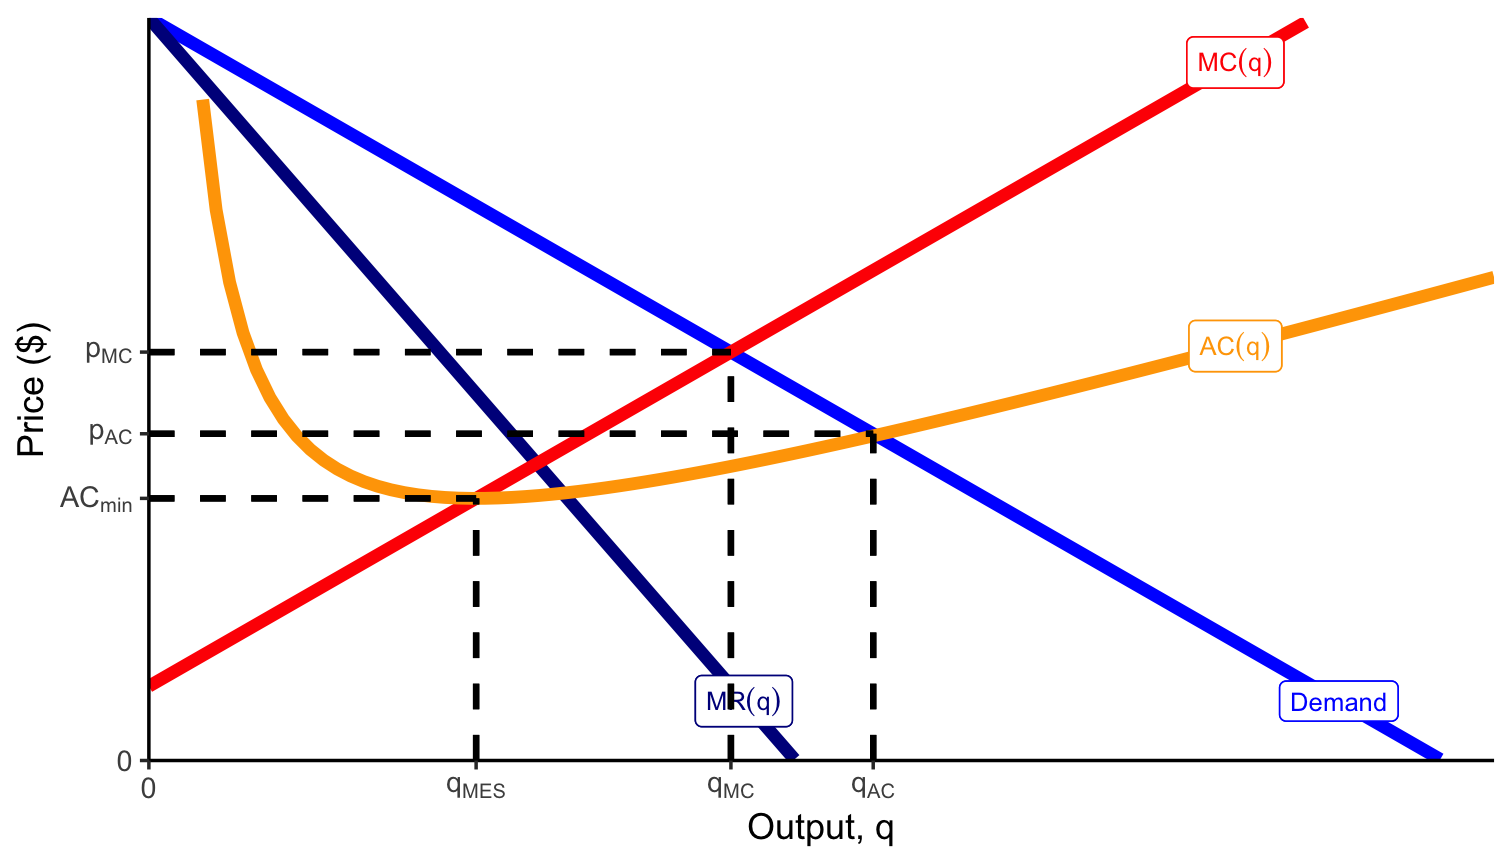 MC(q)
AC(q)
MR(q)
Demand
Price ($)
pMC
pAC
ACmin
0
0
qMES
qMC
qAC
Output, q